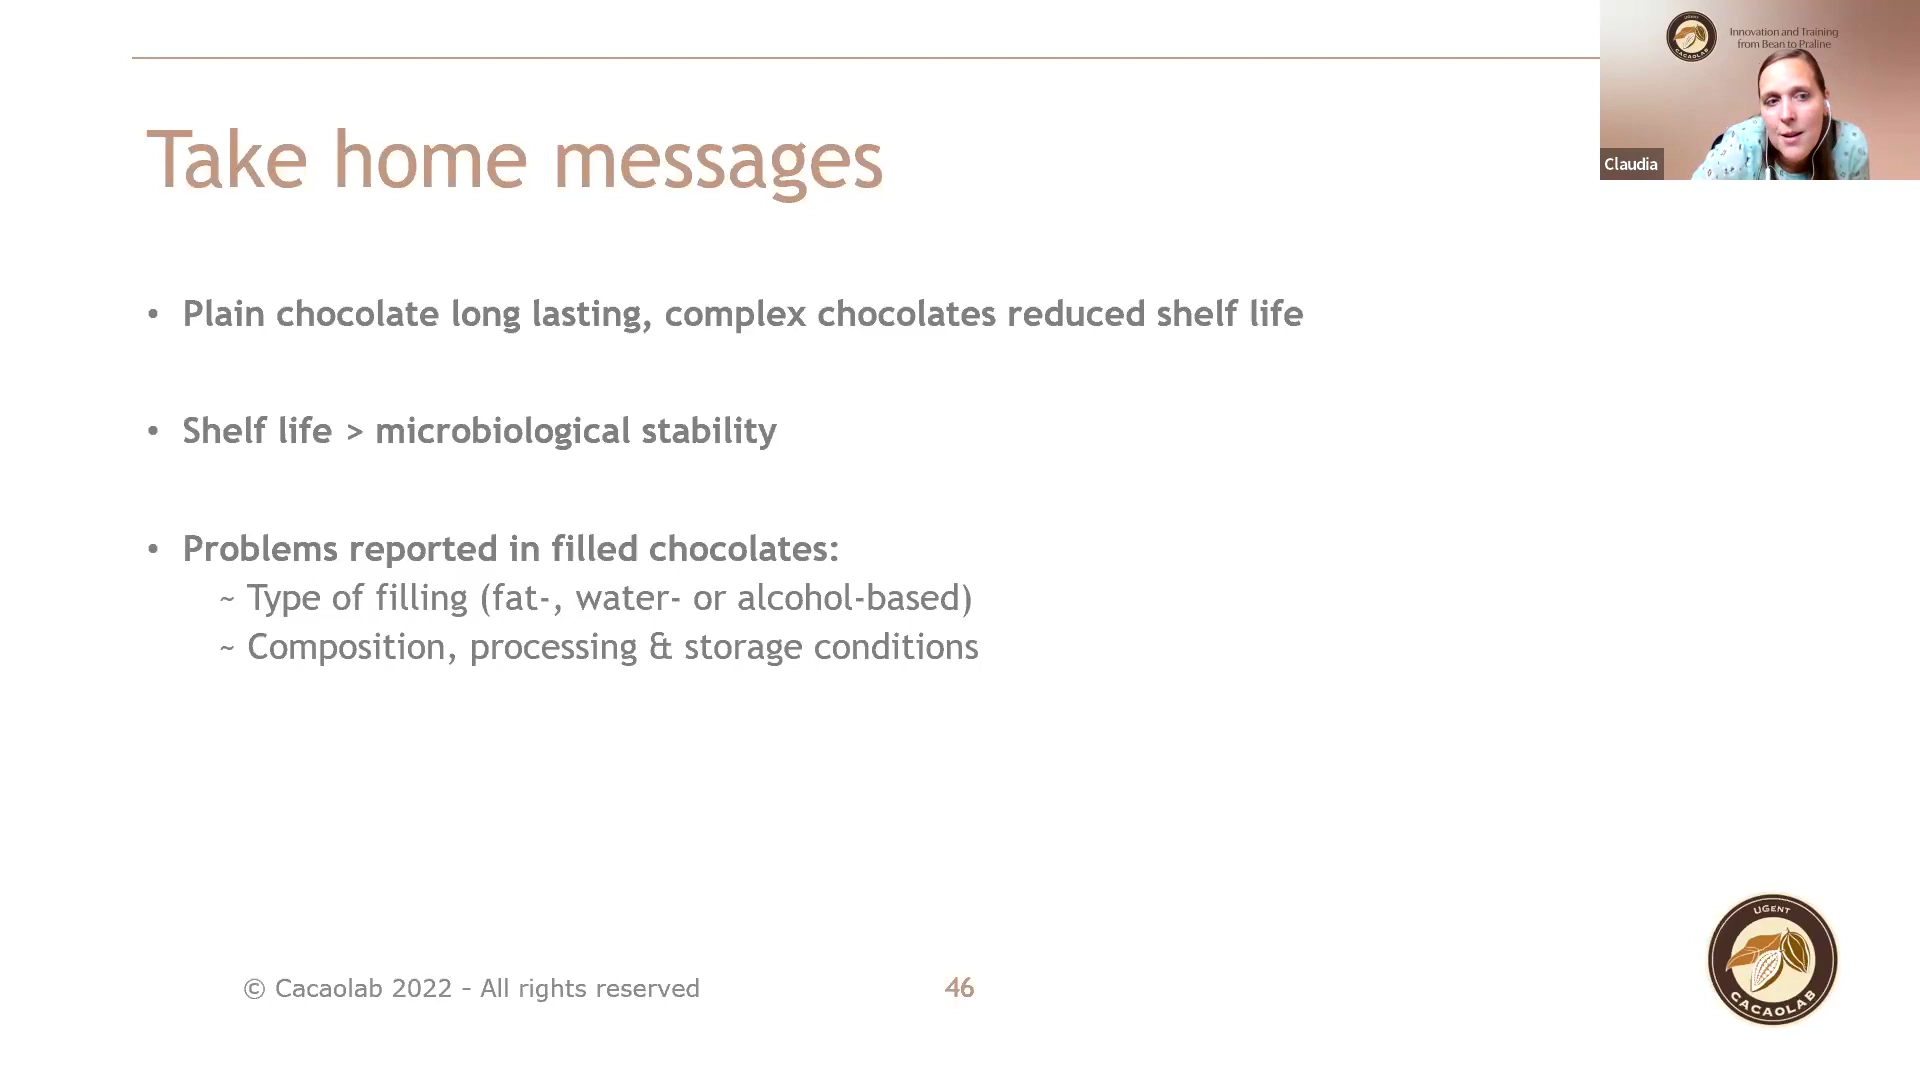 Innovation and Training
from Bean to Praline
UGENT
CACAOLAB
Claudia
Take home messages
• Plain chocolate long lasting, complex chocolates reduced shelf life
• Shelf life > microbiological stability
• Problems reported in filled chocolates:
~ Type of filling (fat-, water- or alcohol-based)
~ Composition, processing & storage conditions
© Cacaolab 2022 - All rights reserved
46
UGENT
CACAOLAB